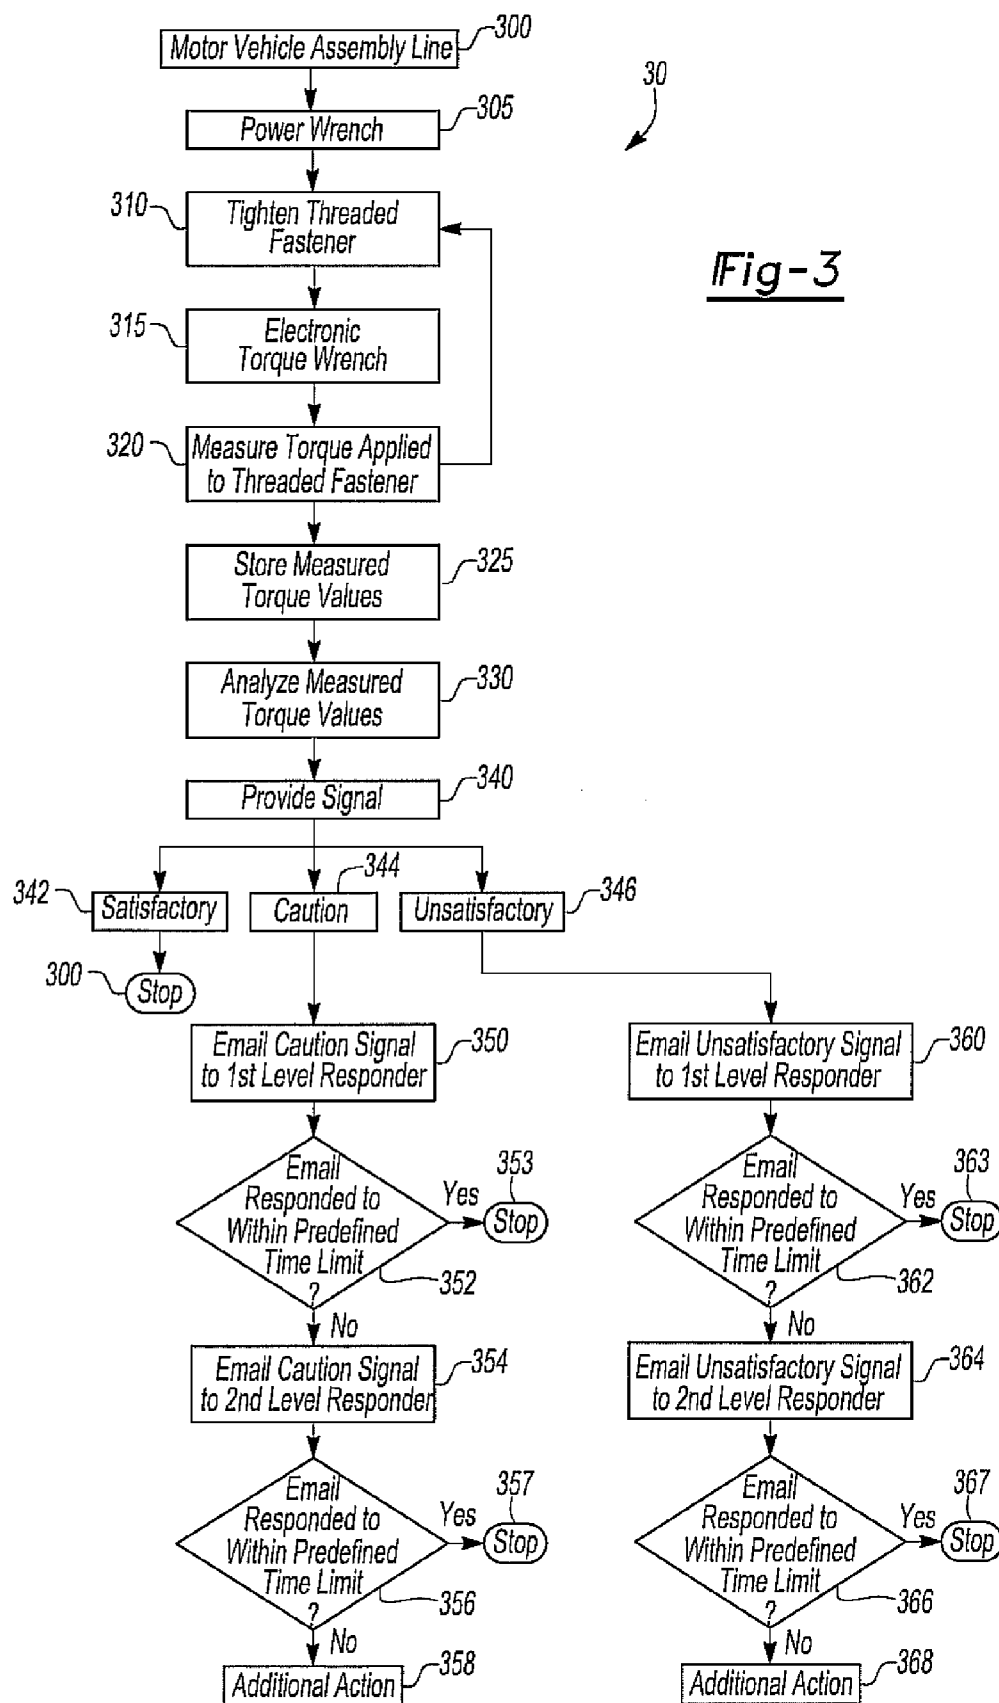 300
Motor Vehicle Assembly Line
30
305
Power Wrench
310
Tighten Threaded
Fastener
Fig-3
315
Electronic
Torque Wrench
320
Measure Torque Applied
to Threaded Fastener
Store Measured
Torque Values
325
Analyze Measured
Torque Values
330
340
Provide Signal
344
342
Satisfactory
Caution
Unsatisfactory
346
300
Stop
Email Caution Signal
to 1st Level Responder
350
Email Unsatisfactory Signal
to 1st Level Responder
360
Email
Responded to
Within Predefined
Time Limit
?
352
Yes
353
Stop
No
Email
Responded to
Within Predefined
Time Limit
?
362
Yes
363
Stop
No
Email Caution Signal
to 2nd Level Responder
354
Email Unsatisfactory Signal
to 2nd Level Responder
364
Email
Responded to
Within Predefined
Time Limit
?
356
Yes
357
Stop
No
Email
Responded to
Within Predefined
Time Limit
?
366
Yes
367
Stop
No
Additional Action
358
Additional Action
368